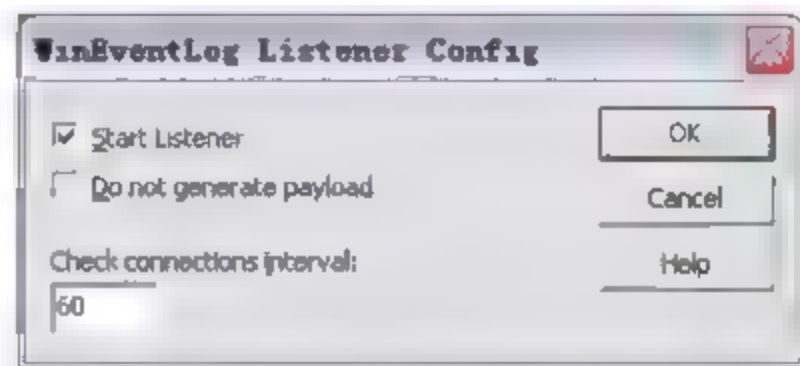 WinEventLog Listener Config
Start Listener
OK
Do not generate payload
Cancel
Check connections interval:
Help
60